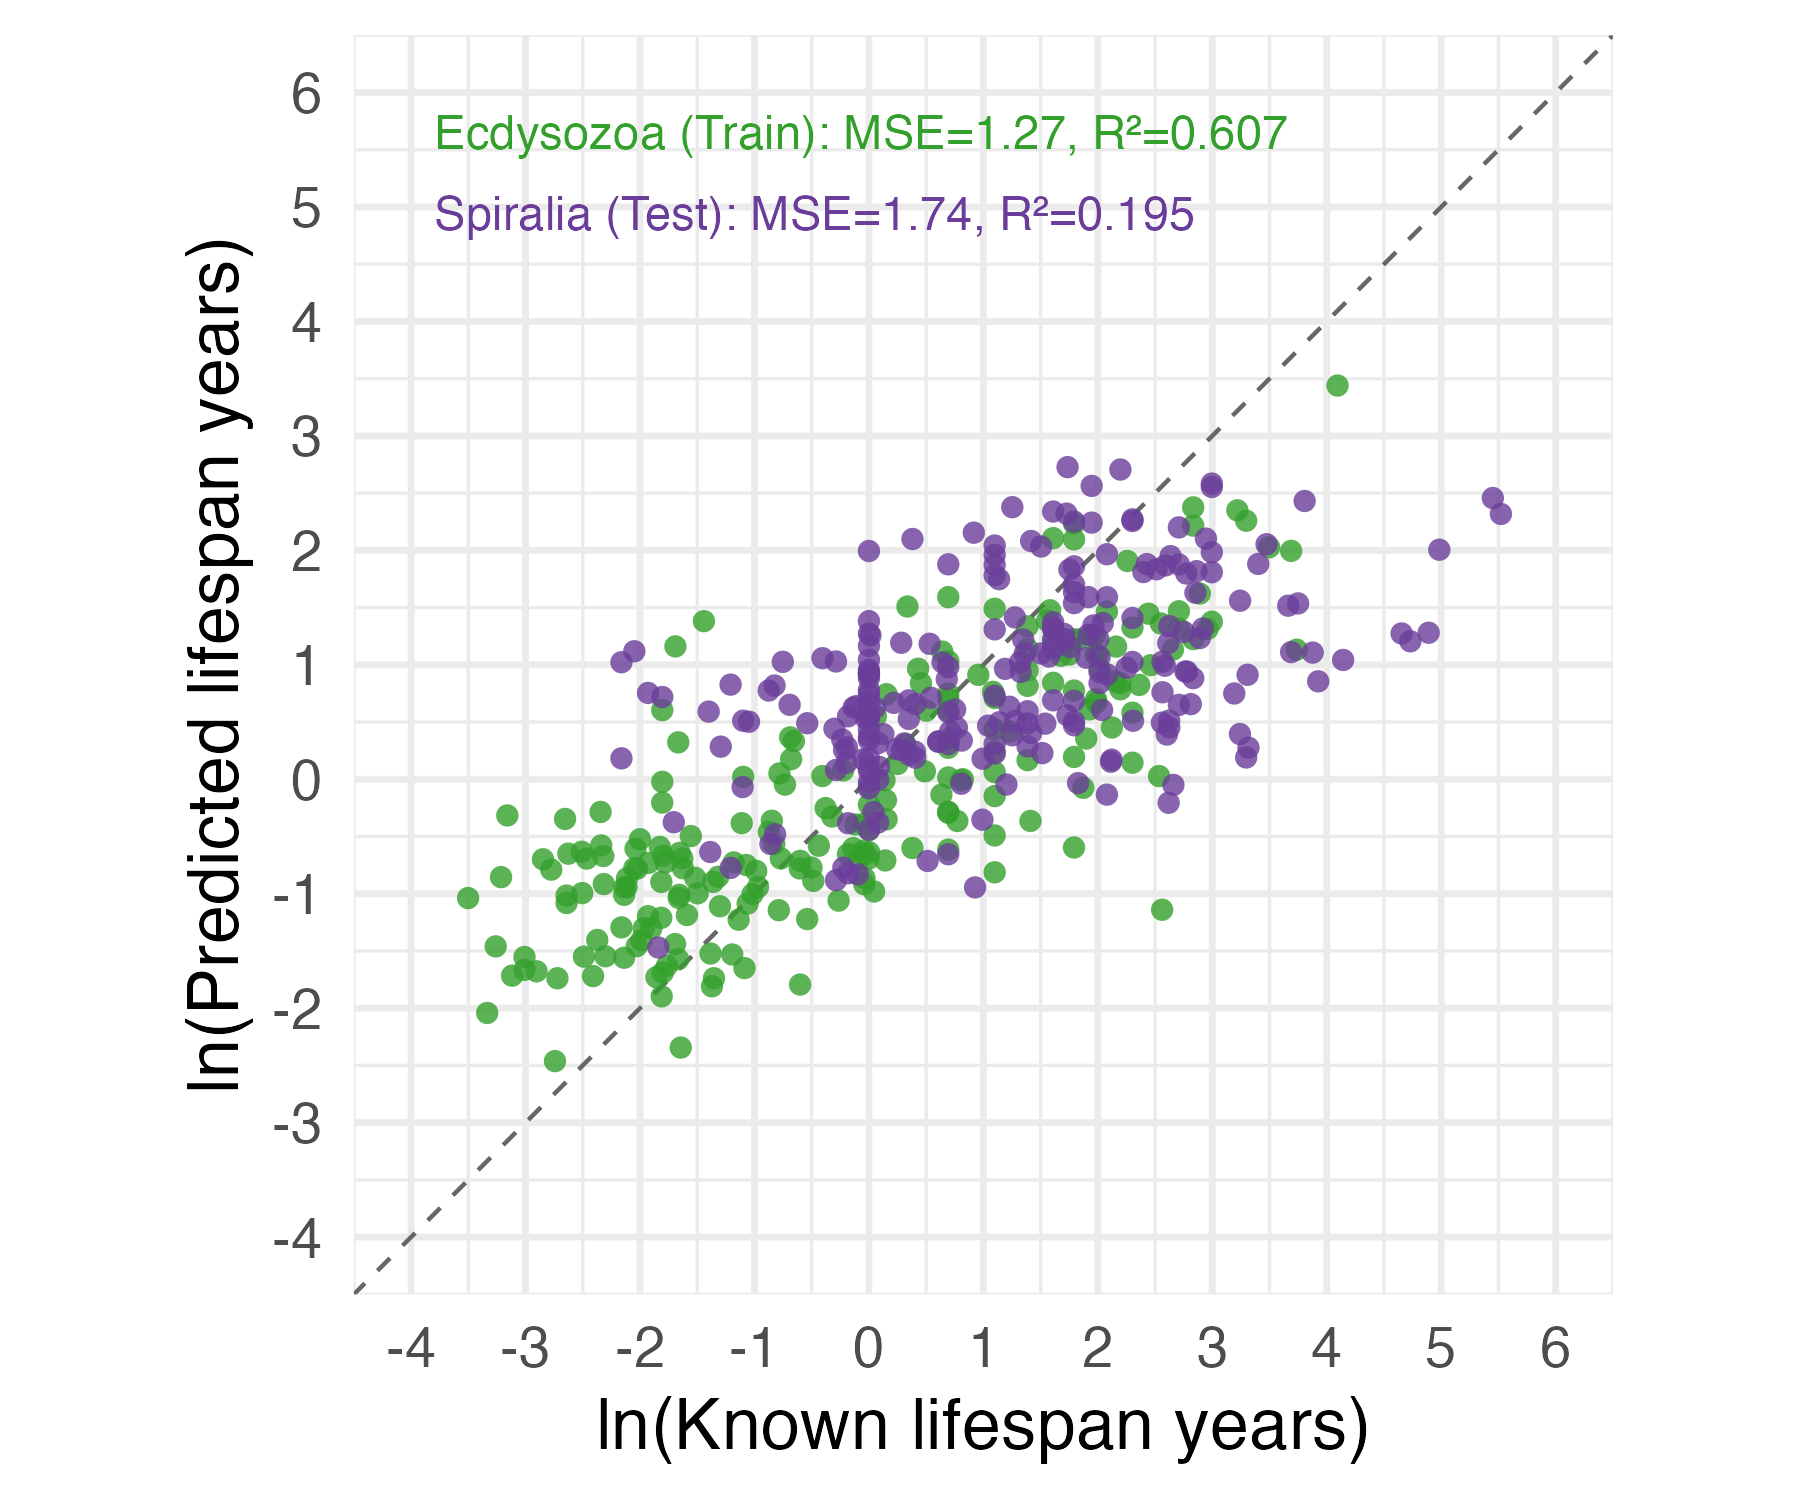 Ecdysozoa (Train): MSE=1.27, R²=0.607
Spiralia (Test): MSE=1.74, R²=0.195
ln(Predicted lifespan years)
6
5
4
3
2
1
0
-1
-2
-3
-4
-4 -3 -2 -1 0 1 2 3 4 5 6
ln(Known lifespan years)